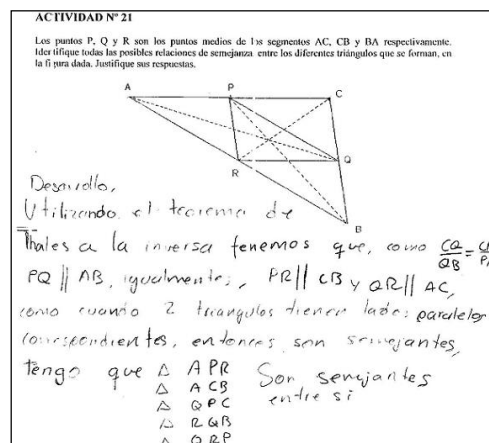 ACTIVIDAD Nº 21
Los puntos P, Q y R son los puntos medios de los segmentos AC, CB y BA respectivamente.
Identifique todas las posibles relaciones de semejanza entre los diferentes triángulos que se forman, en
la figura dada. Justifique sus respuestas.
A P C
R Q
B
Desarrollo,
Utilizando el teorema de
Thales a la inversa tenemos que, como CQ/QB =
PQ || AB, igualmente, PR || CB y QR || AC,
como cuando 2 triangulos tienen lados paralelos
correspondientes, entonces son semejantes,
tengo que △ APR Son semejantes
△ ACB entre si
△ QPC
△ RQB
△ QRP